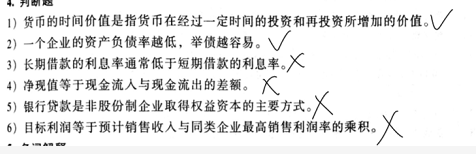 4. 判断题
1) 货币的时间价值是指货币在经过一定时间的投资和再投资所增加的价值。✓
2) 一个企业的资产负债率越低，举债越容易。✓
3) 长期借款的利息率通常低于短期借款的利息率。✗
4) 净现值等于现金流入与现金流出的差额。✗
5) 银行贷款是非股份制企业取得权益资本的主要方式。✗
6) 目标利润等于预计销售收入与同类企业最高销售利润率的乘积。✗